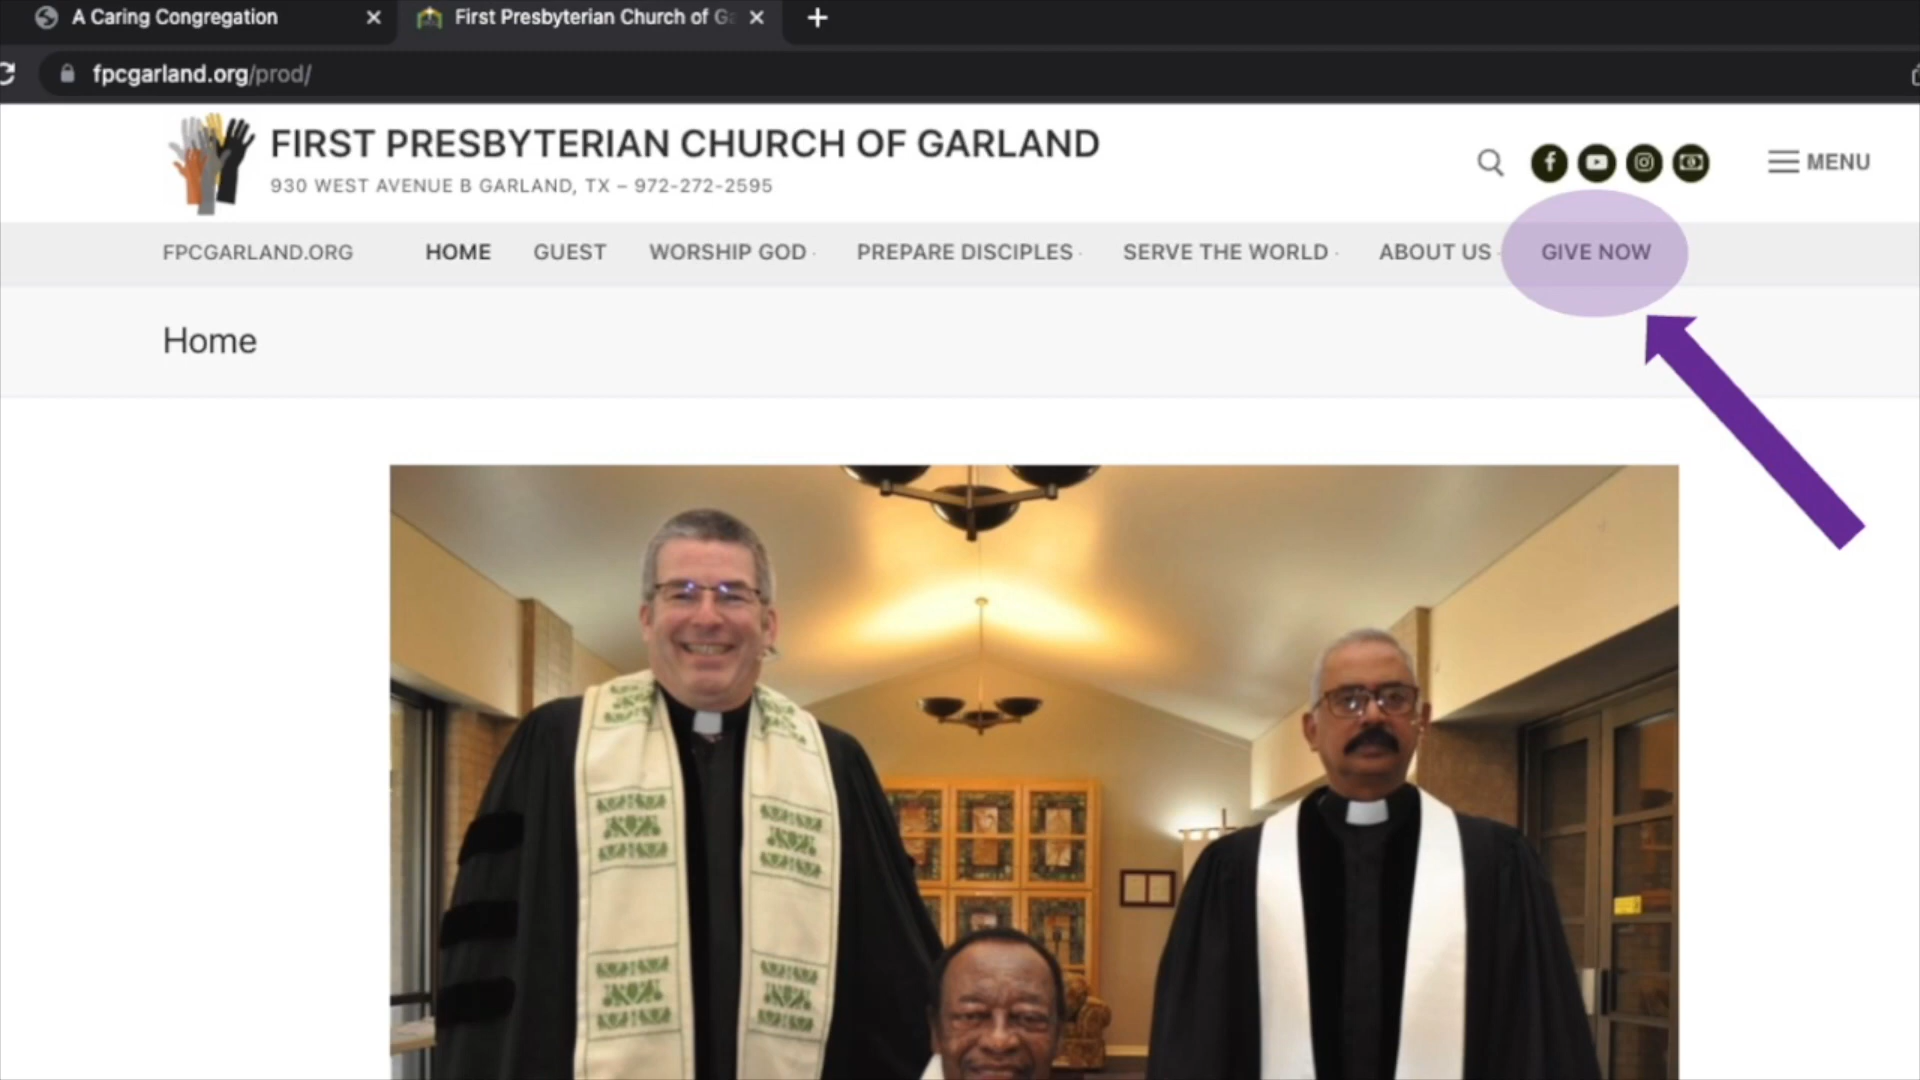 A Caring Congregation
First Presbyterian Church of Ga
fpcgarland.org/prod/
FIRST PRESBYTERIAN CHURCH OF GARLAND
930 WEST AVENUE B GARLAND, TX – 972-272-2595
MENU
FPCGARLAND.ORG HOME GUEST WORSHIP GOD PREPARE DISCIPLES SERVE THE WORLD ABOUT US GIVE NOW
Home